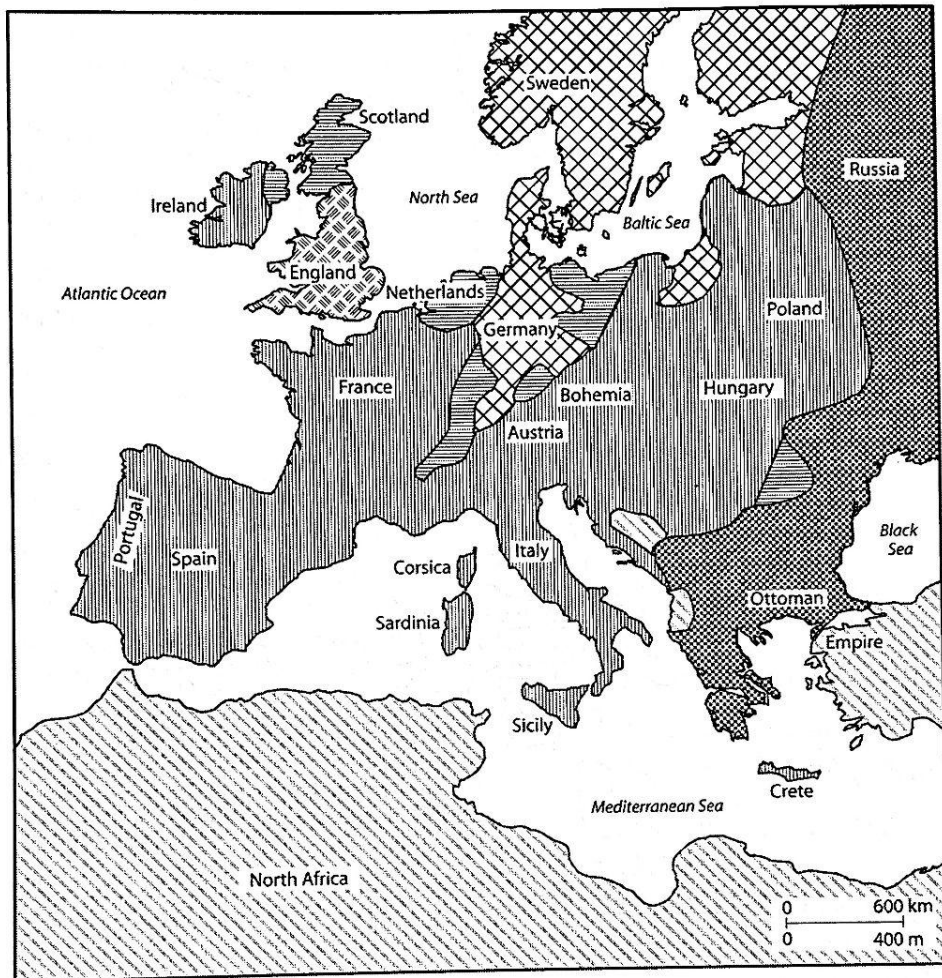 Sweden
Scotland
Russia
Ireland
North Sea
Baltic Sea
England
Atlantic Ocean
Netherlands
Germany
Poland
France
Bohemia
Hungary
Austria
Portugal
Spain
Italy
Black
Sea
Corsica
Sardinia
Ottoman
Empire
Sicily
Crete
Mediterranean Sea
North Africa
0 600 km
0 400 m